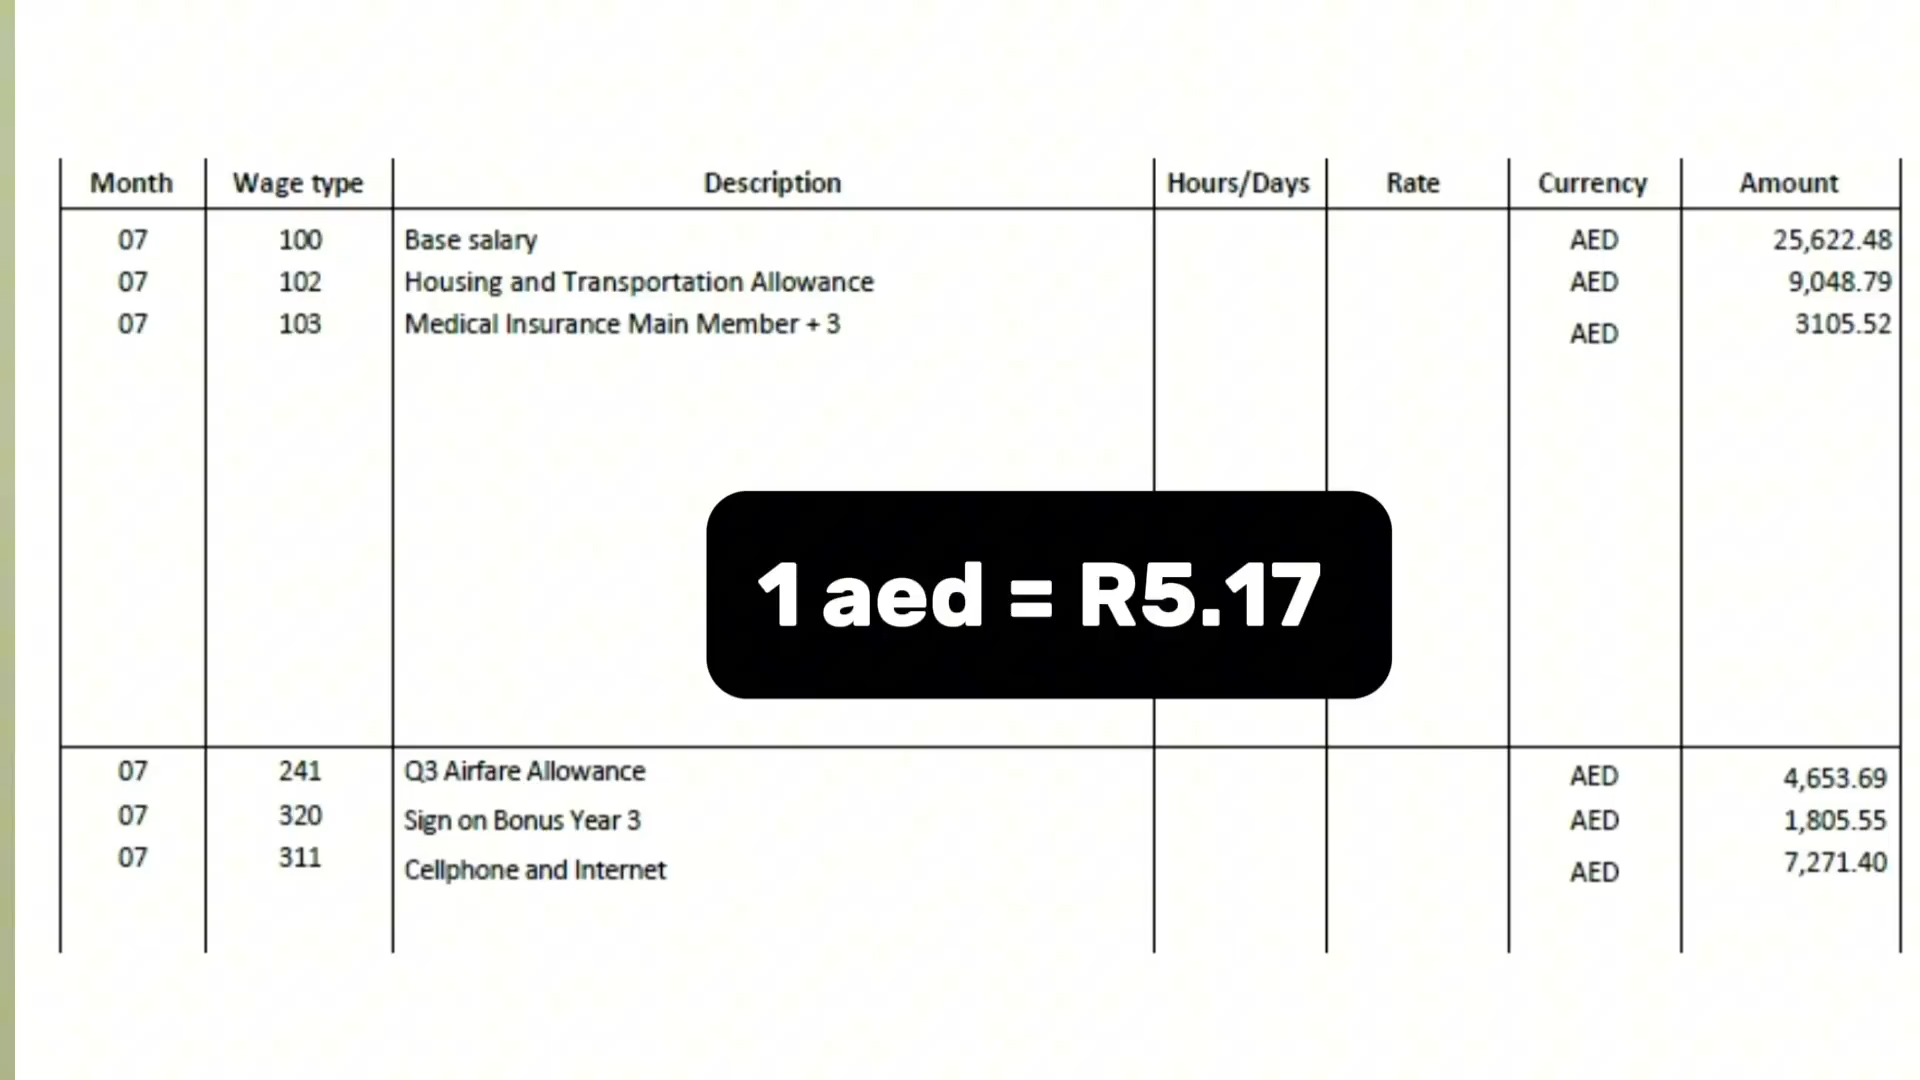 Month Wage type Description Hours/Days Rate Currency Amount
07 100 Base salary AED 25,622.48
07 102 Housing and Transportation Allowance AED 9,048.79
07 103 Medical Insurance Main Member + 3 AED 3105.52
1 aed = R5.17
07 241 Q3 Airfare Allowance AED 4,653.69
07 320 Sign on Bonus Year 3 AED 1,805.55
07 311 Cellphone and Internet AED 7,271.40